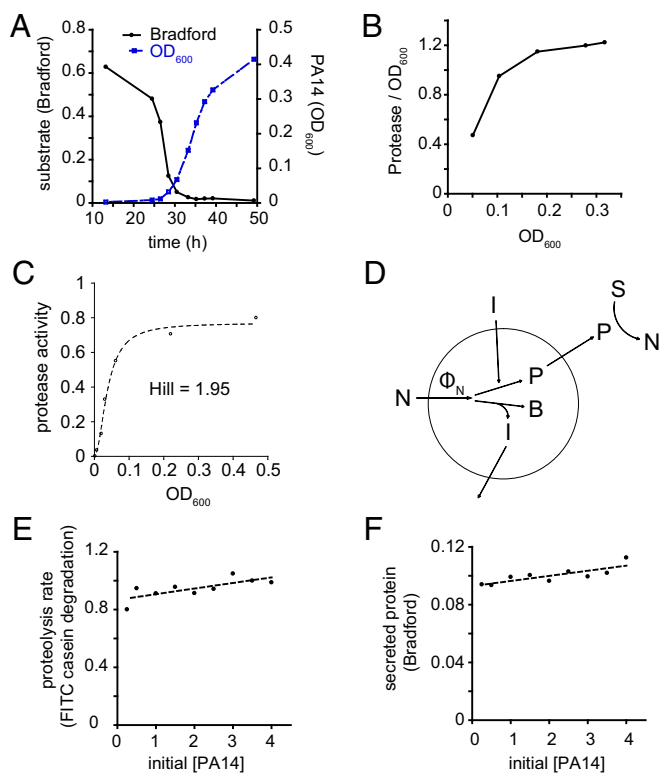 A
Bradford
OD600
substrate (Bradford)
0.8
0.6
0.4
0.2
0
0.5
0.4
0.3
0.2
0.1
0
PA14 (OD600)
10 20 30 40 50
time (h)
B
Protease / OD600
1.2
0.8
0.4
0
0 0.1 0.2 0.3
OD600
C
protease activity
1
0.8
0.6
0.4
0.2
0
Hill = 1.95
0 0.1 0.2 0.3 0.4 0.5
OD600
D
S
I
P
N
N
ΦN
P
B
I
E
proteolysis rate
(FITC casein degradation)
1.2
0.8
0.4
0
0 1 2 3 4
initial [PA14]
F
secreted protein
(Bradford)
0.12
0.08
0.04
0
0 1 2 3 4
initial [PA14]